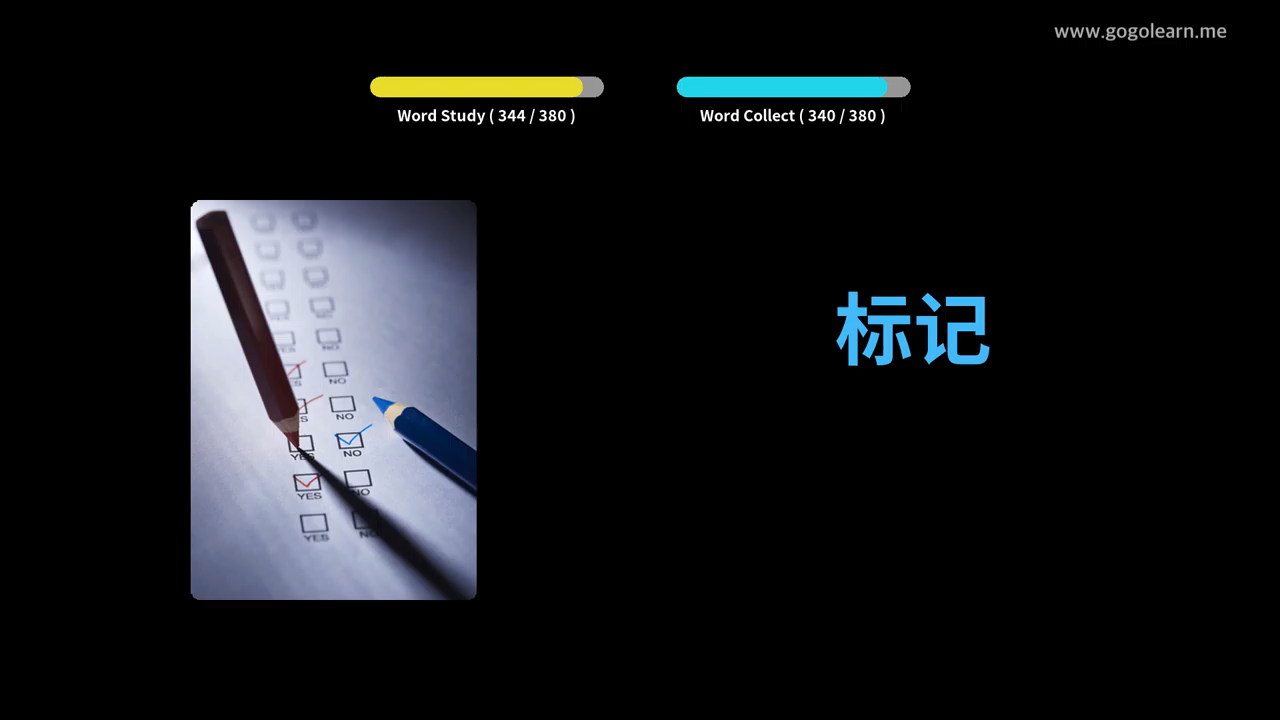 www.gogolearn.me
Word Study ( 344 / 380 )
Word Collect ( 340 / 380 )
标记
NO
NO
NO
YES
NO
YES
NO
YES